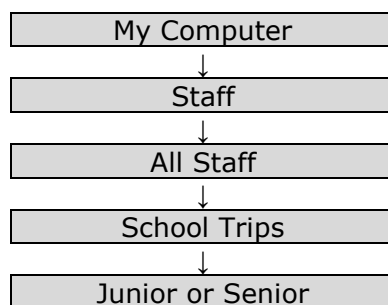 My Computer
↓
Staff
↓
All Staff
↓
School Trips
↓
Junior or Senior